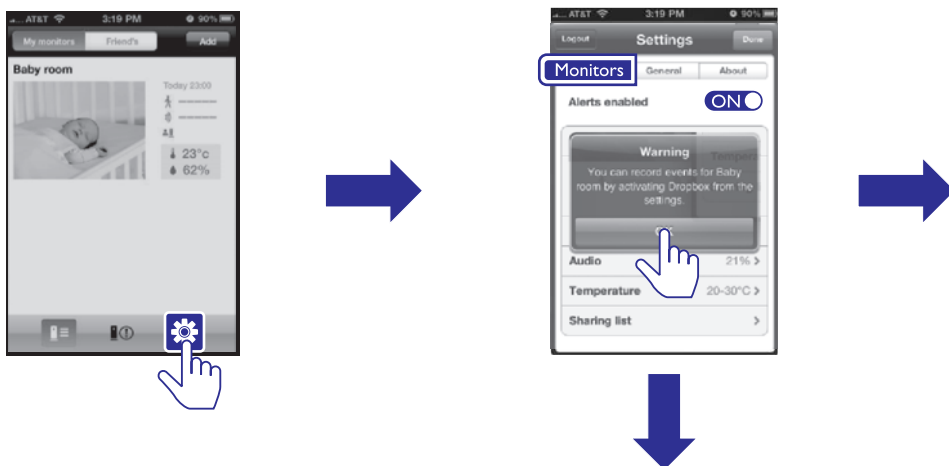 AT&T 3:19 PM 90%
My monitors Friend's Add
Baby room
Today 23:00
23°c
62%
AT&T 3:19 PM 90%
Logout Settings Done
Monitors General About
Alerts enabled ON
Warning
You can record events for Baby
room by activating Dropbox from the
settings.
Audio 21% >
Temperature 20-30°C >
Sharing list >